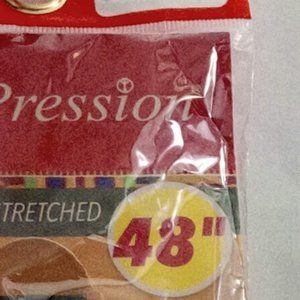 Pression
TRETCHED
48"